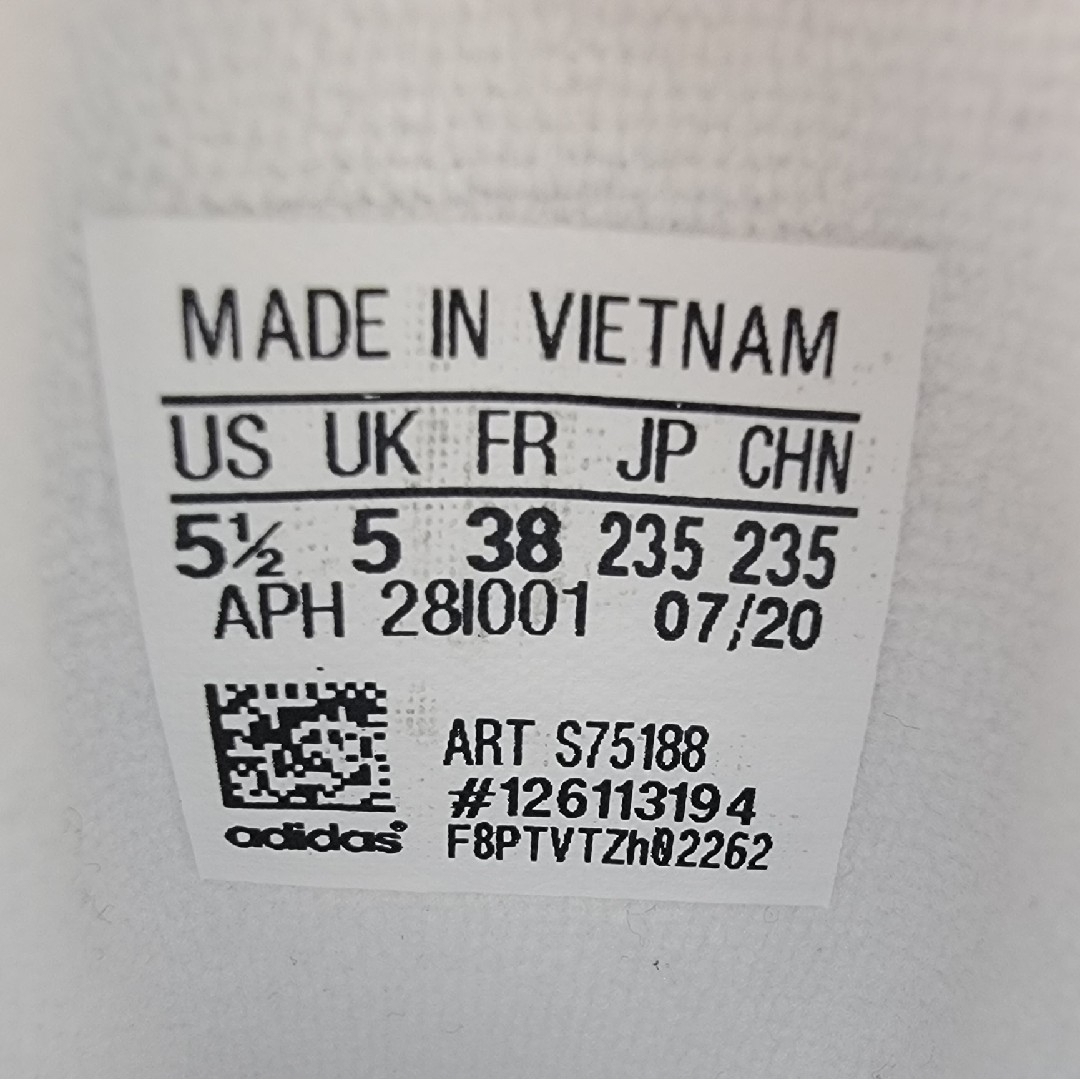 MADE IN VIETNAM
US UK FR JP CHN
5½ 5 38 235 235
APH 28I001 07/20
ART S75188
#126113194
adidas® F8PTVTZh02262